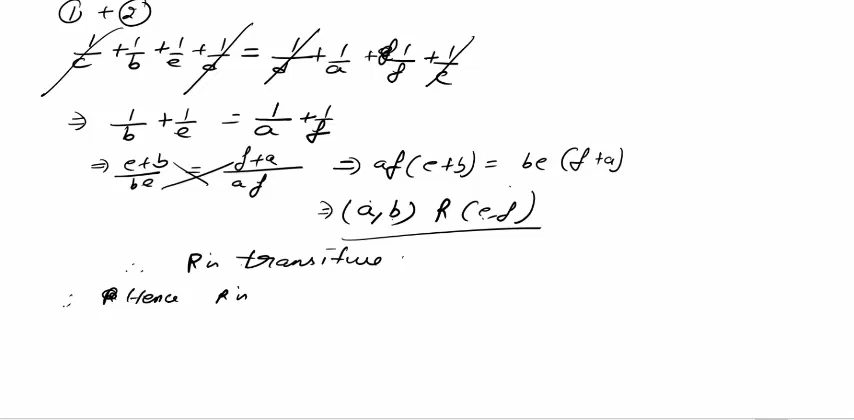 ① + ②
1/c + 1/b + 1/e + 1/d = 1/d + 1/a + 1/f + 1/c
⇒ 1/b + 1/e = 1/a + 1/f
⇒ (e+b)/be = (f+a)/af ⇒ af(e+b) = be(f+a)
⇒ (a,b) R (e,f)
∴ R is transitive.
∴ Hence R is